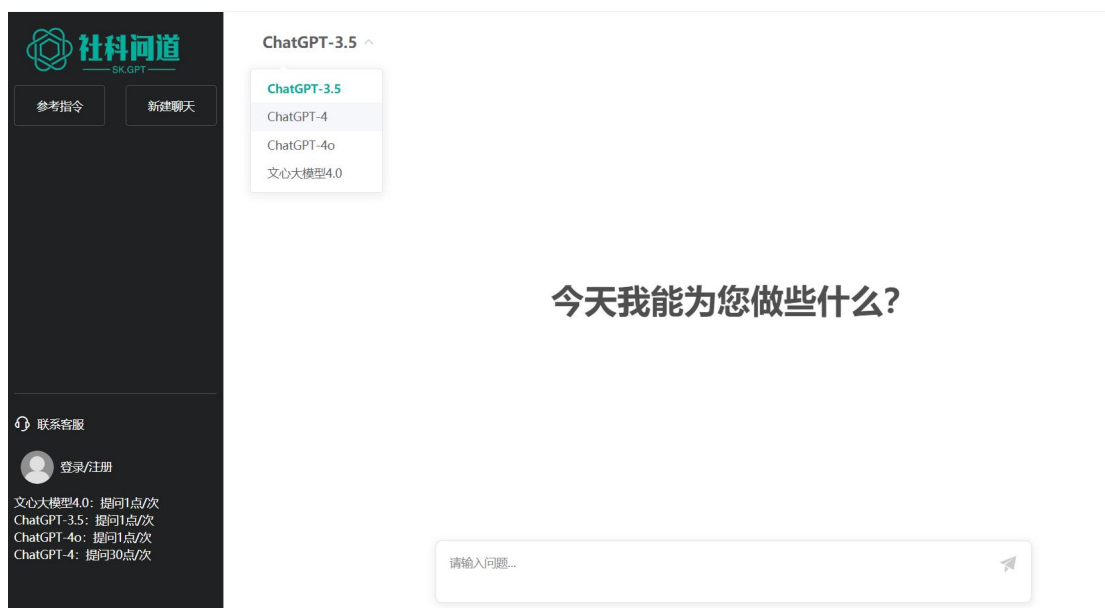 社科问道
SK.GPT
参考指令
新建聊天
联系客服
登录/注册
文心大模型4.0：提问1点/次
ChatGPT-3.5：提问1点/次
ChatGPT-4o：提问1点/次
ChatGPT-4：提问30点/次
ChatGPT-3.5
ChatGPT-3.5
ChatGPT-4
ChatGPT-4o
文心大模型4.0
今天我能为您做些什么？
请输入问题...